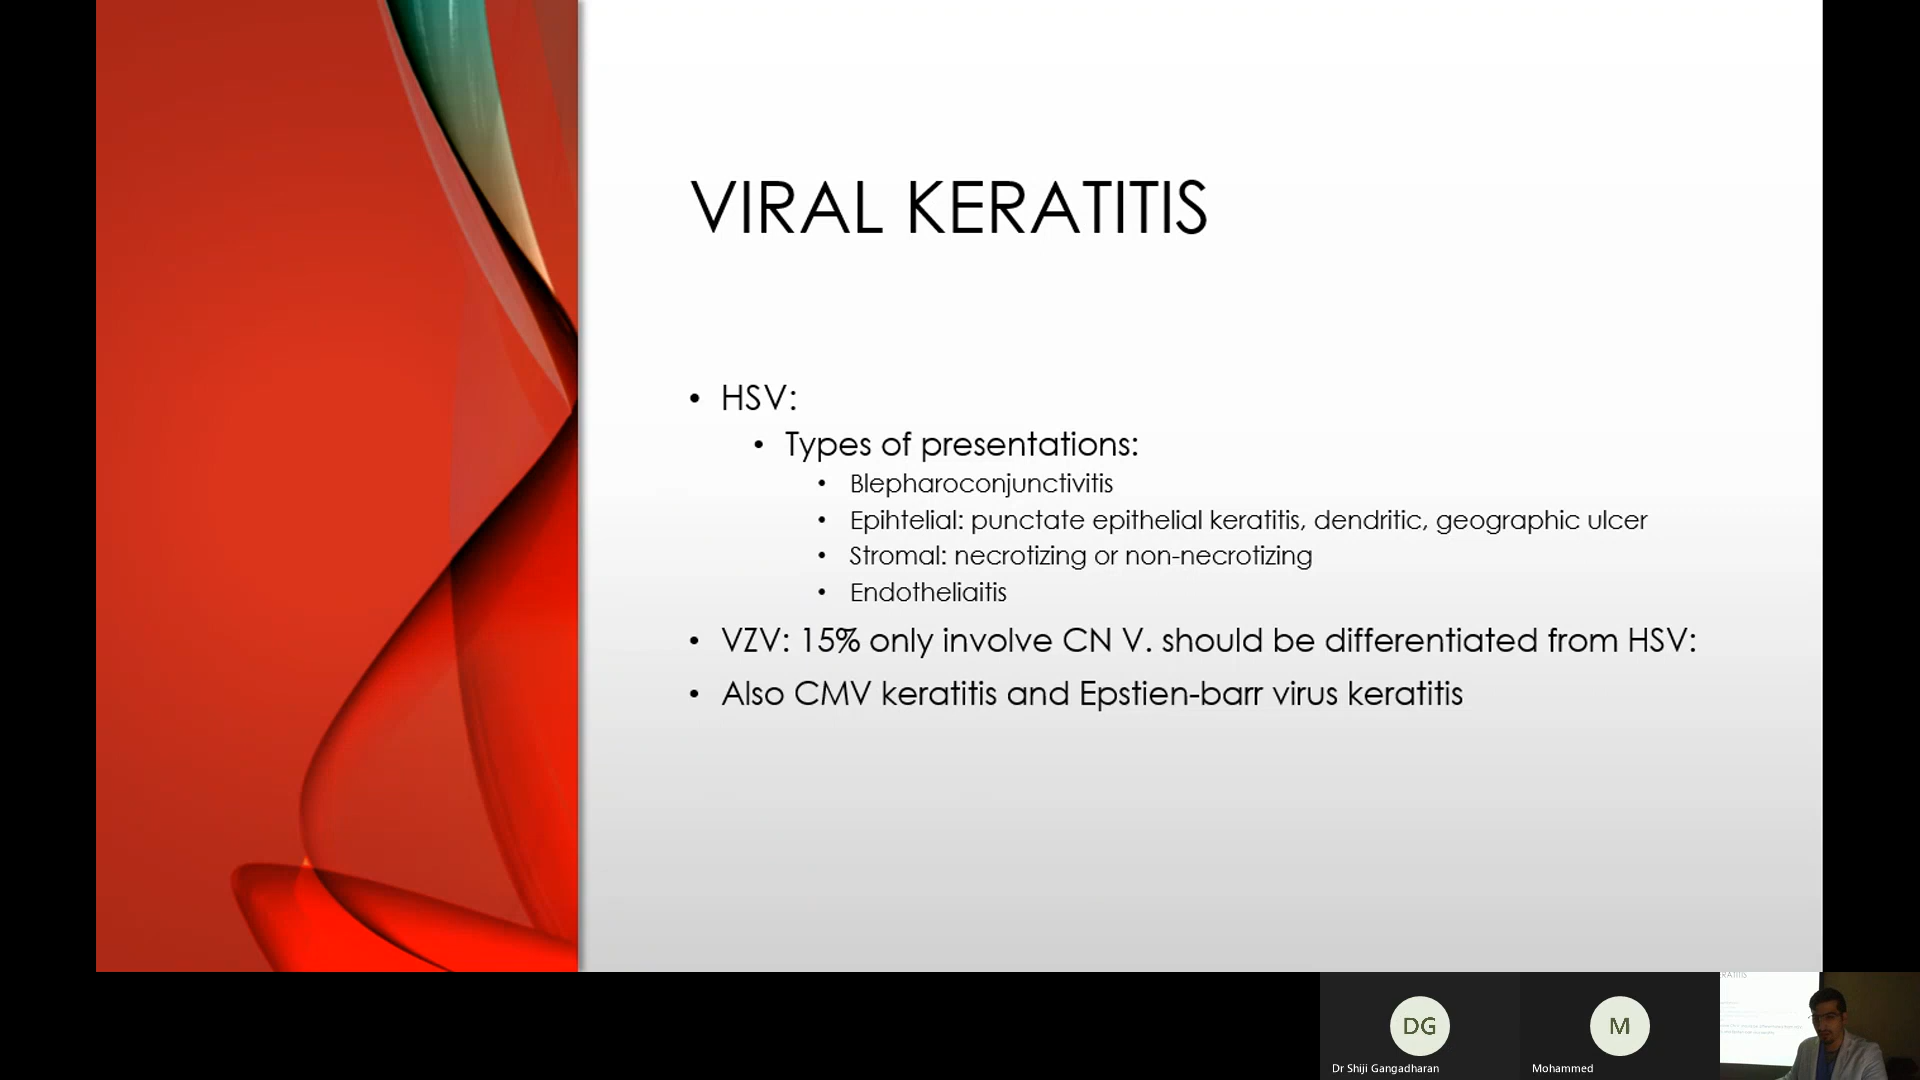 VIRAL KERATITIS
• HSV:
• Types of presentations:
• Blepharoconjunctivitis
• Epihtelial: punctate epithelial keratitis, dendritic, geographic ulcer
• Stromal: necrotizing or non-necrotizing
• Endotheliaitis
• VZV: 15% only involve CN V. should be differentiated from HSV:
• Also CMV keratitis and Epstien-barr virus keratitis
DG
Dr Shiji Gangadharan
M
Mohammed
RATITIS